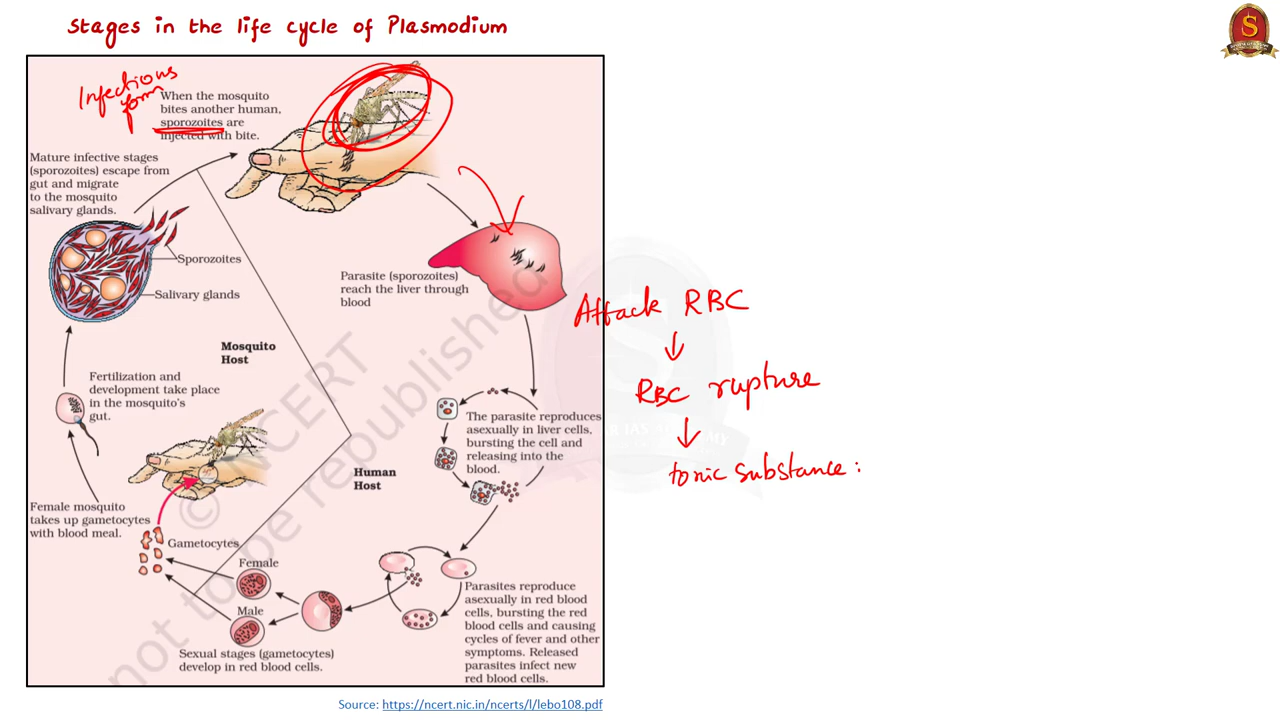 Stages in the life cycle of Plasmodium
Infectious
form
When the mosquito
bites another human,
sporozoites are
injected with bite.
Mature infective stages
(sporozoites) escape from
gut and migrate
to the mosquito
salivary glands.
Sporozoites
Salivary glands
Parasite (sporozoites)
reach the liver through
blood
Attack RBC
RBC rupture
toxic substance :
Mosquito
Host
Fertilization and
development take place
in the mosquito's
gut.
The parasite reproduces
asexually in liver cells,
bursting the cell and
releasing into the
blood.
Human
Host
Female mosquito
takes up gametocytes
with blood meal.
Gametocytes
Female
Male
Sexual stages (gametocytes)
develop in red blood cells.
Parasites reproduce
asexually in red blood
cells, bursting the red
blood cells and causing
cycles of fever and other
symptoms. Released
parasites infect new
red blood cells.
© NCERT
not to be republished
Source: https://ncert.nic.in/ncerts/l/lebo108.pdf